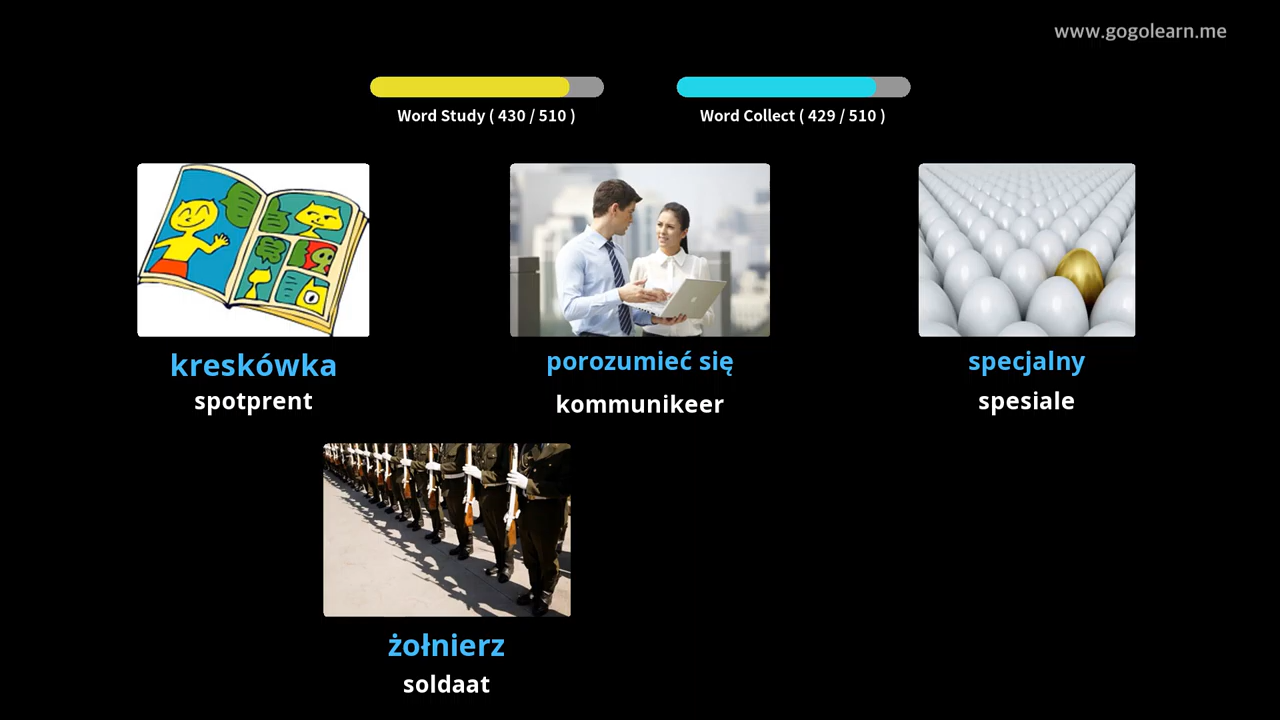 www.gogolearn.me
Word Study ( 430 / 510 )
Word Collect ( 429 / 510 )
kreskówka
spotprent
porozumieć się
kommunikeer
specjalny
spesiale
żołnierz
soldaat